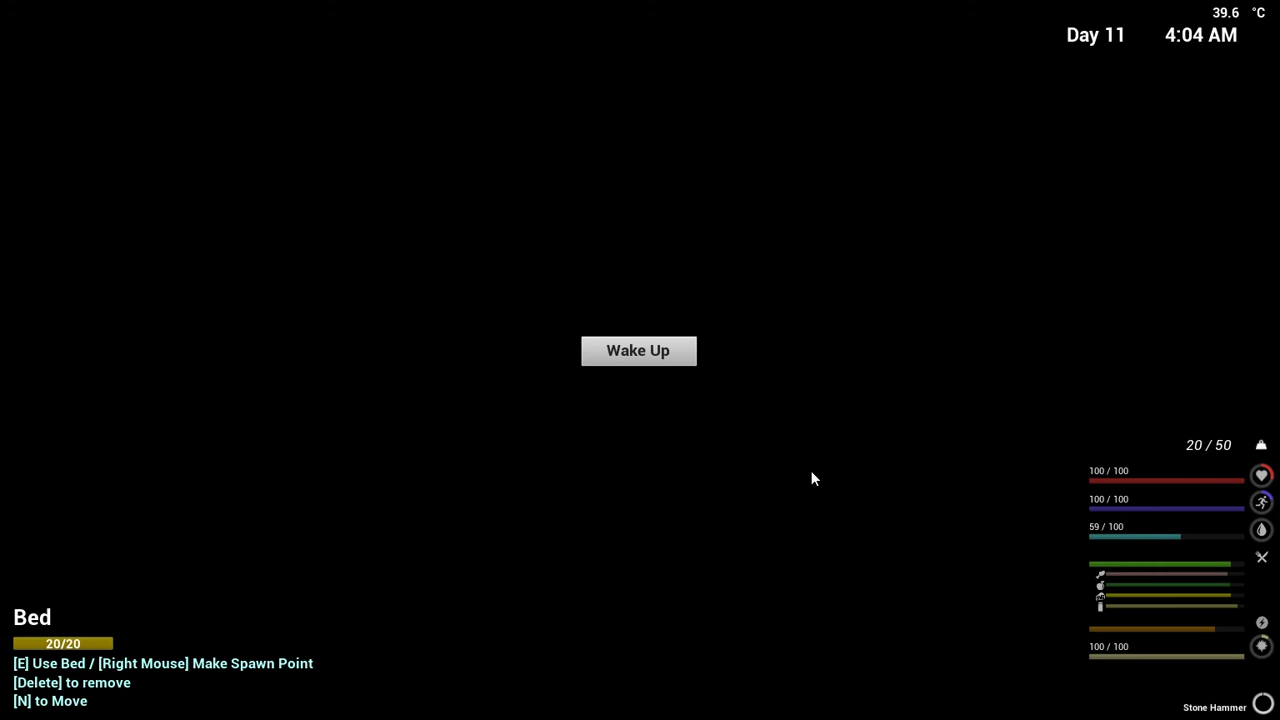 39.6 °C
Day 11 4:04 AM
Wake Up
20 / 50
100 / 100
100 / 100
59 / 100
100 / 100
Bed
20/20
[E] Use Bed / [Right Mouse] Make Spawn Point
[Delete] to remove
[N] to Move
Stone Hammer